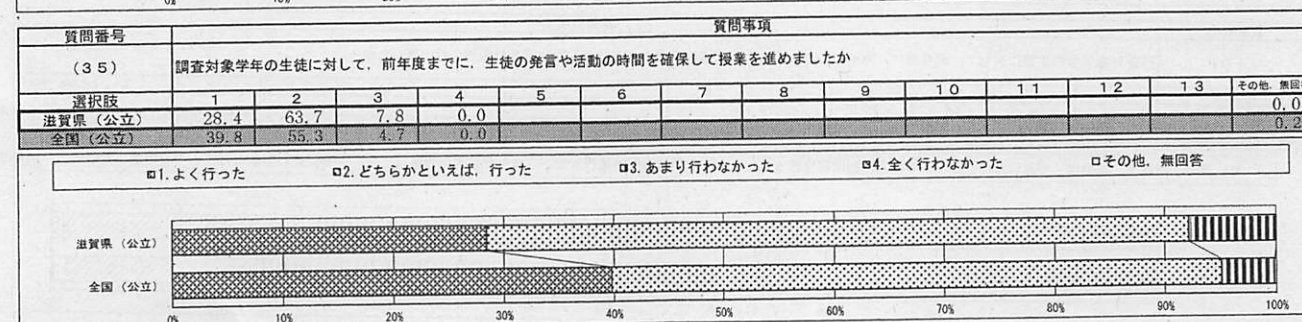 質問番号 質問事項
(35) 調査対象学年の生徒に対して，前年度までに，生徒の発言や活動の時間を確保して授業を進めましたか
選択肢 1 2 3 4 5 6 7 8 9 10 11 12 13 その他，無回答
滋賀県（公立） 28.4 63.7 7.8 0.0 0.0
全国（公立） 39.8 55.3 4.7 0.0 0.2
1.よく行った 2.どちらかといえば，行った 3.あまり行わなかった 4.全く行わなかった その他，無回答
滋賀県（公立）
全国（公立）
0% 10% 20% 30% 40% 50% 60% 70% 80% 90% 100%